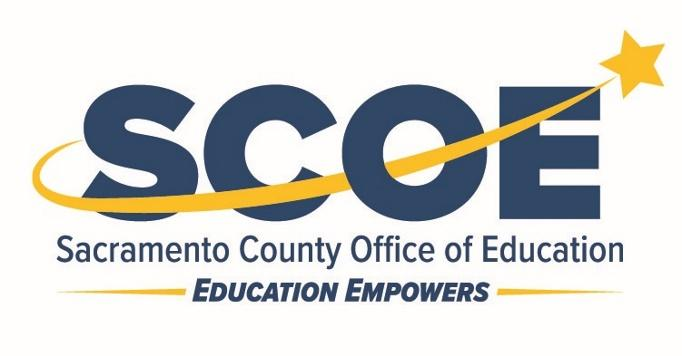 SCOE
Sacramento County Office of Education
EDUCATION EMPOWERS